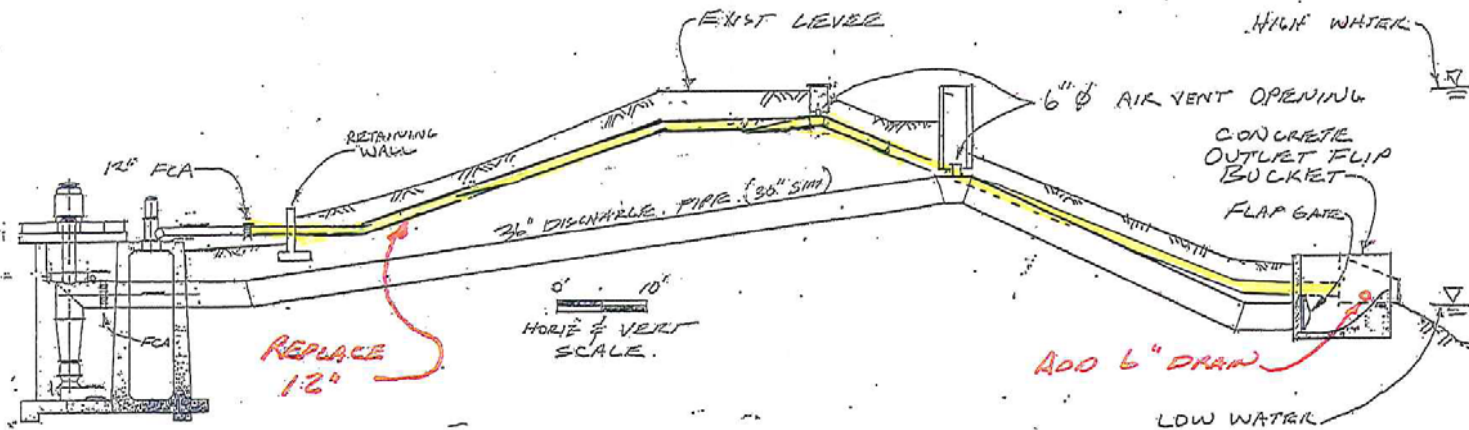 EXIST LEVEE
HIGH WATER
6" Ø AIR VENT OPENING
RETAINING
WALL
12" FCA
CONCRETE
OUTLET FLIP
BUCKET
FLAP GATE
36" DISCHARGE PIPE (30" SIM)
0' 10'
HORIZ & VERT
SCALE.
FCA
REPLACE
12"
ADD 6" DRAIN
LOW WATER